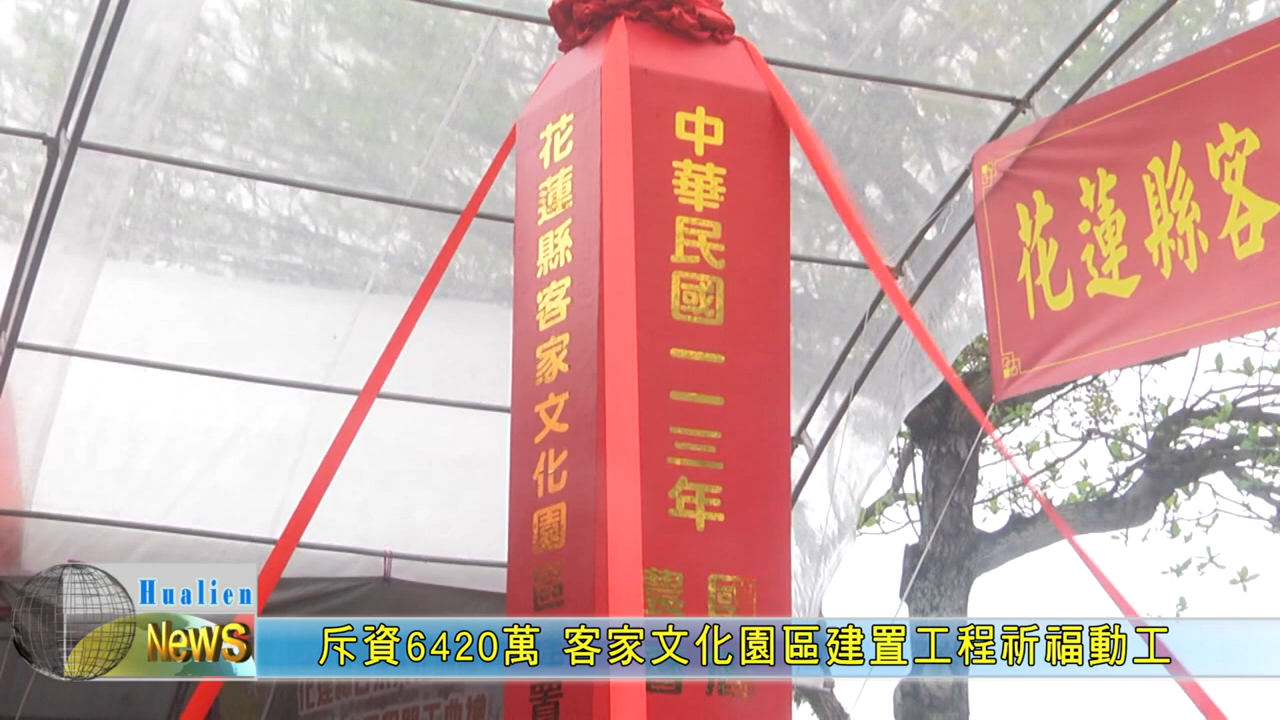 中華民國一一三年
花蓮縣客家文化園區
置
花蓮縣客
Hualien
NewS
斥資6420萬 客家文化園區建置工程祈福動工